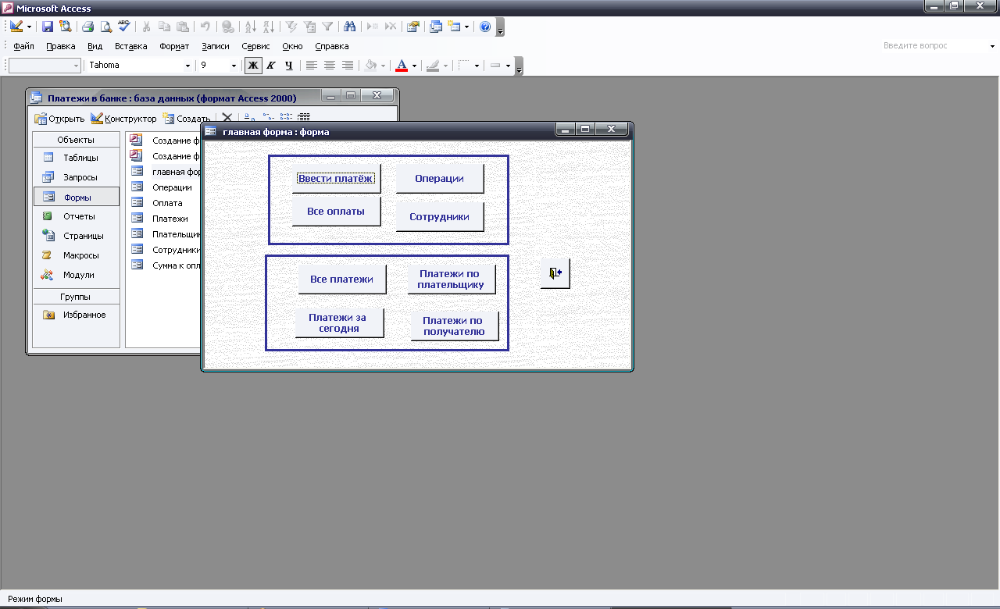 Microsoft Access
Файл Правка Вид Вставка Формат Записи Сервис Окно Справка
Введите вопрос
Tahoma 9 Ж К Ч
Платежи в банке : база данных (формат Access 2000)
Открыть Конструктор Создать
Объекты
Таблицы
Запросы
Формы
Отчеты
Страницы
Макросы
Модули
Группы
Избранное
Создание ф
Создание ф
главная фор
Операции
Оплата
Платежи
Плательщик
Сотрудники
Сумма к опл
главная форма : форма
Ввести платёж
Операции
Все оплаты
Сотрудники
Все платежи
Платежи по
плательщику
Платежи за
сегодня
Платежи по
получателю
Режим формы